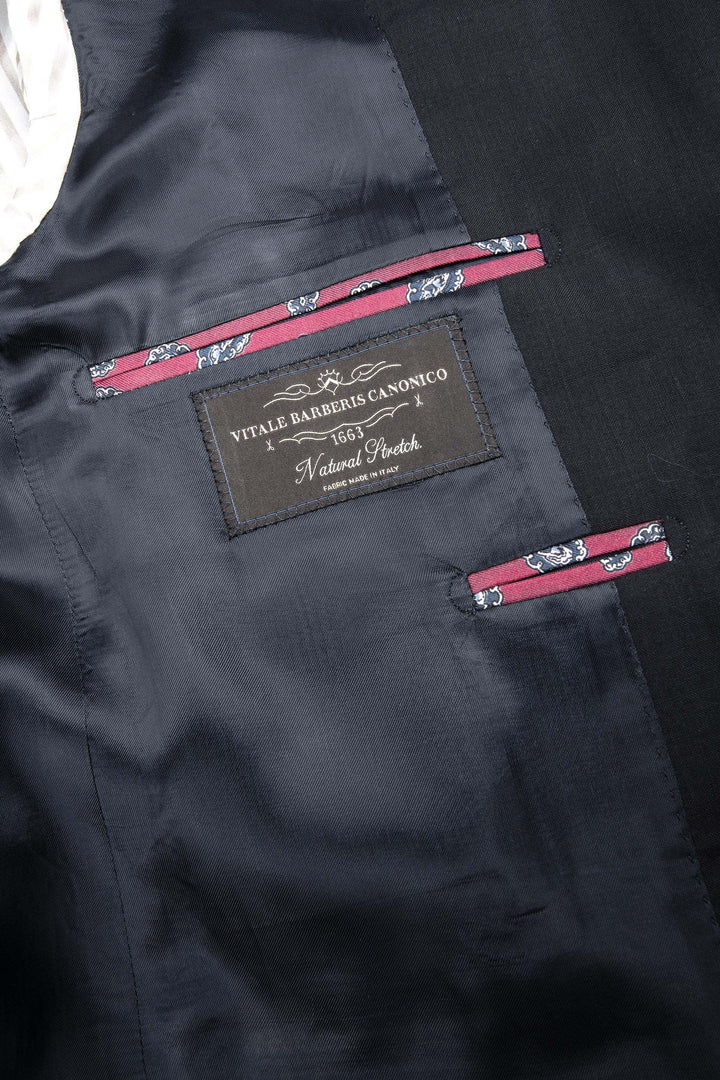 VITALE BARBERIS CANONICO
1663
Natural Stretch.
FABRIC MADE IN ITALY